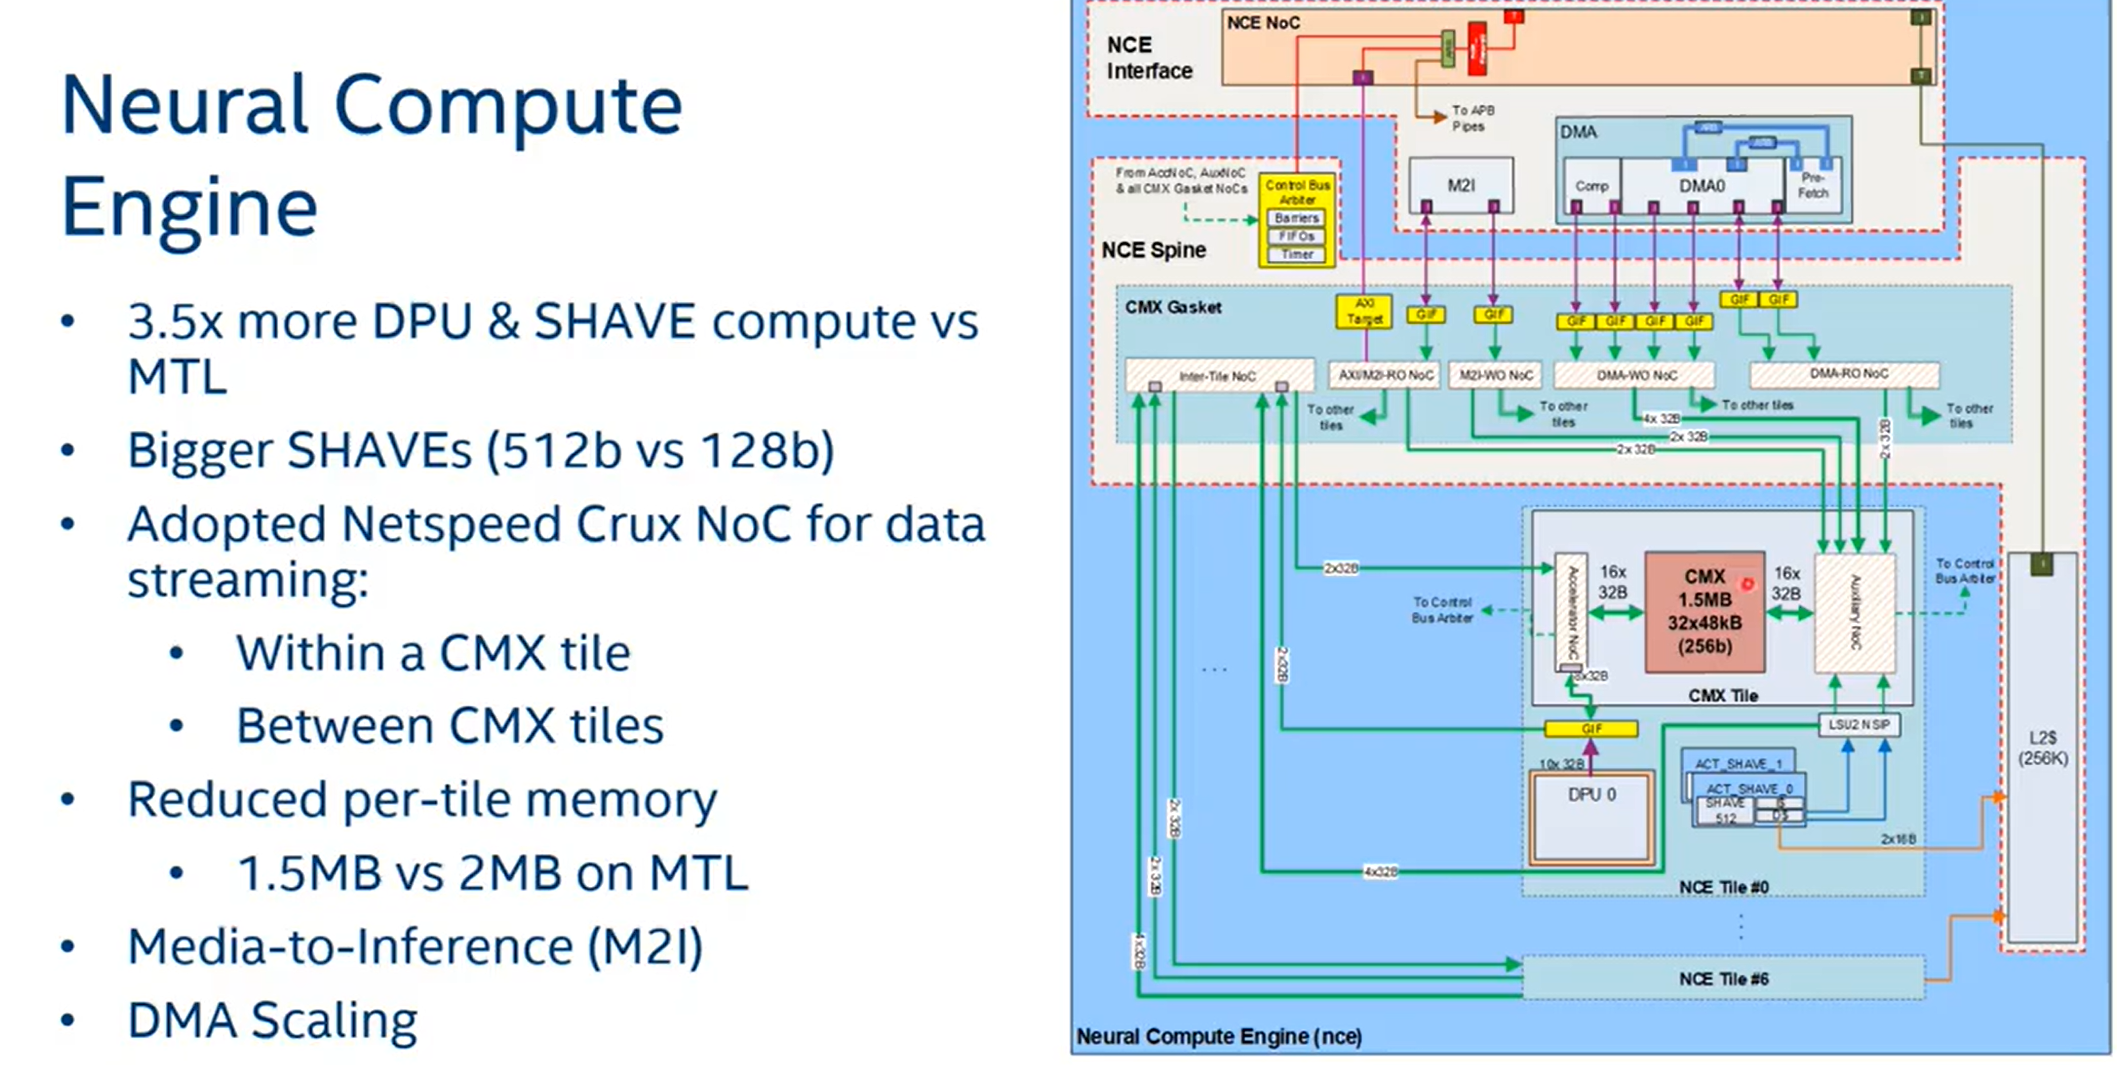 Neural Compute
Engine
• 3.5x more DPU & SHAVE compute vs
MTL
• Bigger SHAVEs (512b vs 128b)
• Adopted Netspeed Crux NoC for data
streaming:
• Within a CMX tile
• Between CMX tiles
• Reduced per-tile memory
• 1.5MB vs 2MB on MTL
• Media-to-Inference (M2I)
• DMA Scaling
NCE NoC
NCE
Interface
To APB
Pipes
DMA
M2I
Comp
DMA0
Pre-
Fetch
From AccNoC, AuxNoC
& all CMX Gasket NoCs
Control Bus
Arbiter
Barriers
FIFOs
Timer
NCE Spine
CMX Gasket
AXI
Target
GIF
GIF
GIF
GIF
GIF
GIF
GIF
GIF
Inter-Tile NoC
AXI/M2I-RO NoC
M2I-WO NoC
DMA-WO NoC
DMA-RO NoC
To other
tiles
To other
tiles
To other tiles
To other
tiles
4x 32B
2x 32B
2x 32B
2x 32B
2x32B
To Control
Bus Arbiter
Accelerator NoC
16x
32B
CMX
1.5MB
32x48kB
(256b)
16x
32B
Auxiliary NoC
To Control
Bus Arbiter
8x32B
CMX Tile
2x32B
...
GIF
LSU2 NSIP
10x 32B
DPU 0
ACT_SHAVE_1
ACT_SHAVE_0
SHAVE
512
D$
2x16B
L2$
(256K)
2x 32B
2x 32B
4x32B
4x32B
NCE Tile #0
NCE Tile #6
Neural Compute Engine (nce)